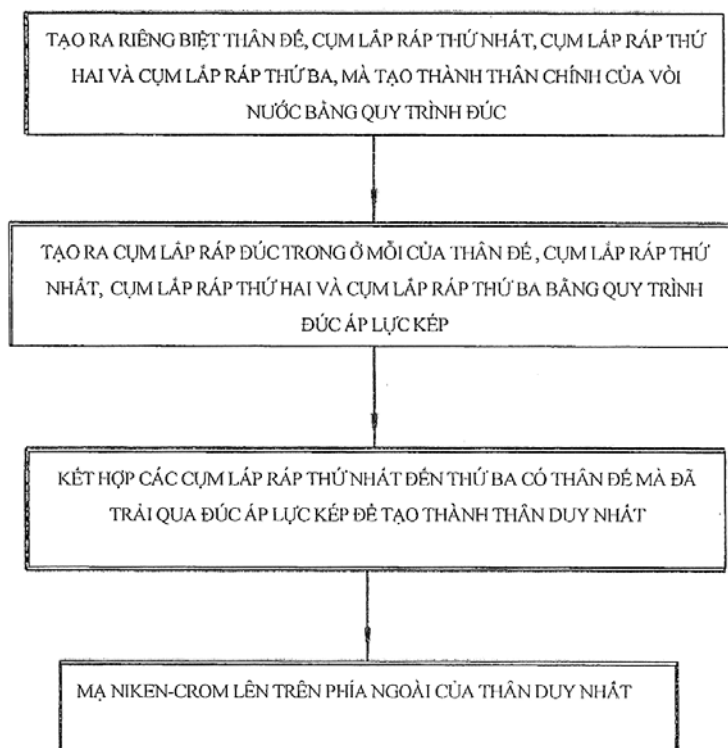 TẠO RA RIÊNG BIỆT THÂN ĐẾ, CỤM LẮP RÁP THỨ NHẤT, CỤM LẮP RÁP THỨ
HAI VÀ CỤM LẮP RÁP THỨ BA, MÀ TẠO THÀNH THÂN CHÍNH CỦA VÒI
NƯỚC BẰNG QUY TRÌNH ĐÚC
TẠO RA CỤM LẮP RÁP ĐÚC TRONG Ở MỖI CỦA THÂN ĐẾ , CỤM LẮP RÁP THỨ
NHẤT, CỤM LẮP RÁP THỨ HAI VÀ CỤM LẮP RÁP THỨ BA BẰNG QUY TRÌNH
ĐÚC ÁP LỰC KÉP
KẾT HỢP CÁC CỤM LẮP RÁP THỨ NHẤT ĐẾN THỨ BA CÓ THÂN ĐẾ MÀ ĐÃ
TRẢI QUA ĐÚC ÁP LỰC KÉP ĐỂ TẠO THÀNH THÂN DUY NHẤT
MẠ NIKEN-CROM LÊN TRÊN PHÍA NGOÀI CỦA THÂN DUY NHẤT